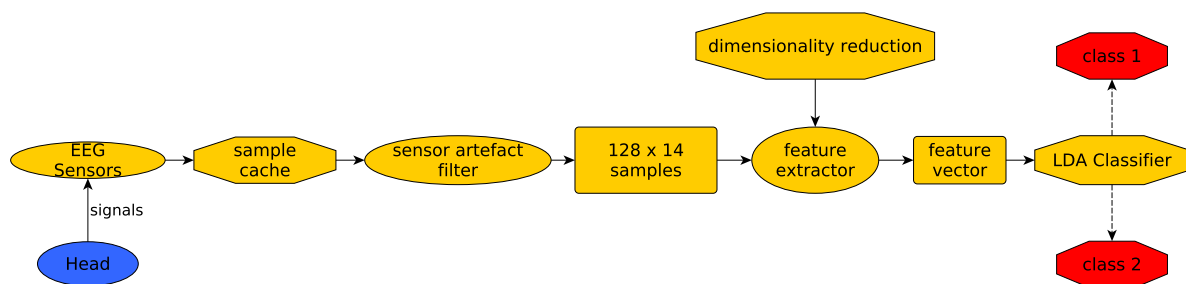 dimensionality reduction
class 1
EEG
Sensors
sample
cache
sensor artefact
filter
128 x 14
samples
feature
extractor
feature
vector
LDA Classifier
signals
Head
class 2